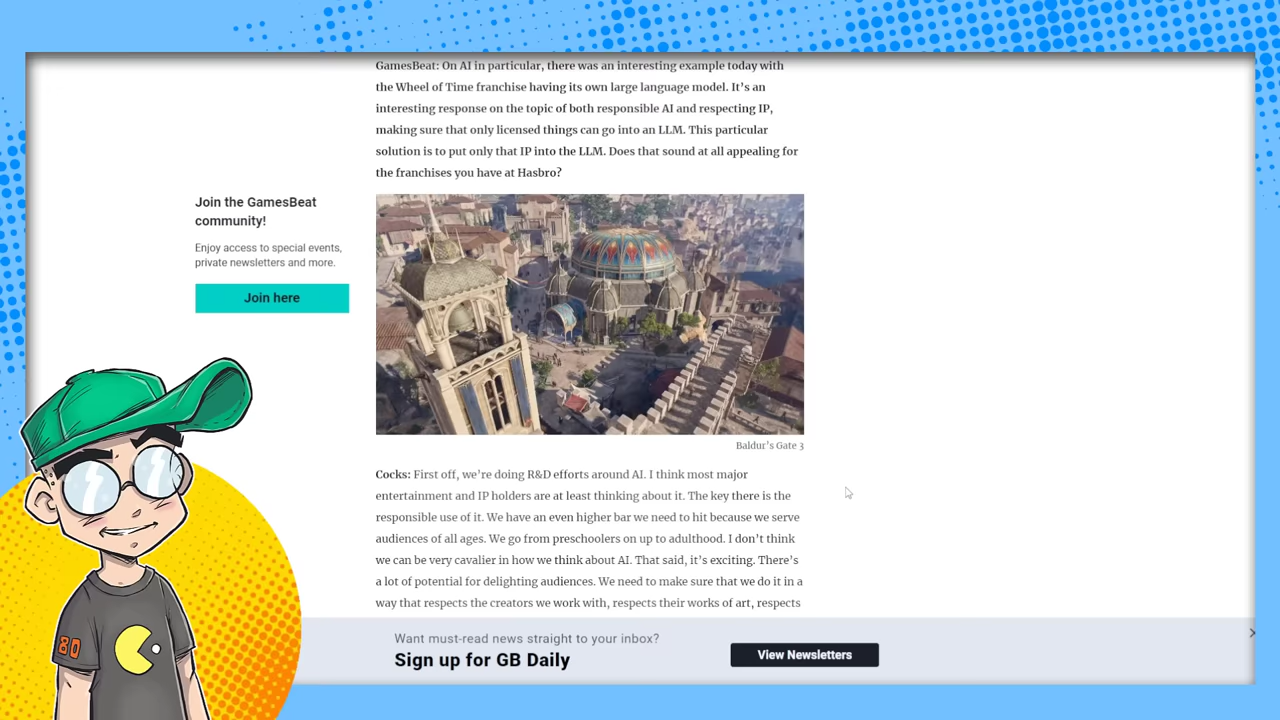 GamesBeat: On AI in particular, there was an interesting example today with
the Wheel of Time franchise having its own large language model. It's an
interesting response on the topic of both responsible AI and respecting IP,
making sure that only licensed things can go into an LLM. This particular
solution is to put only that IP into the LLM. Does that sound at all appealing for
the franchises you have at Hasbro?
Join the GamesBeat
community!
Enjoy access to special events,
private newsletters and more.
Join here
Baldur's Gate 3
Cocks: First off, we're doing R&D efforts around AI. I think most major
entertainment and IP holders are at least thinking about it. The key there is the
responsible use of it. We have an even higher bar we need to hit because we serve
audiences of all ages. We go from preschoolers on up to adulthood. I don't think
we can be very cavalier in how we think about AI. That said, it's exciting. There's
a lot of potential for delighting audiences. We need to make sure that we do it in a
way that respects the creators we work with, respects their works of art, respects
Want must-read news straight to your inbox?
Sign up for GB Daily
View Newsletters
80